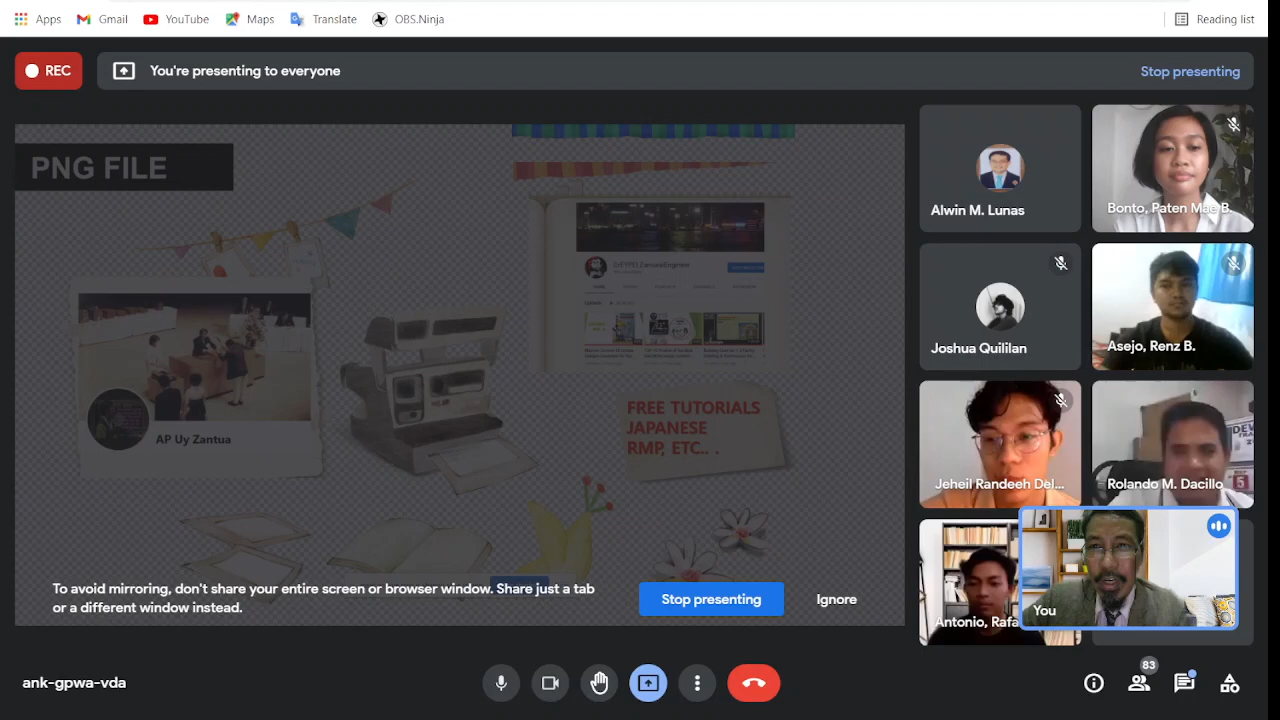 Apps Gmail YouTube Maps Translate OBS.Ninja Reading list
REC You're presenting to everyone Stop presenting
PNG FILE
AP Uy Zantua
FREE TUTORIALS
JAPANESE
RMP, ETC.. .
To avoid mirroring, don't share your entire screen or browser window. Share just a tab
or a different window instead.
Stop presenting Ignore
Alwin M. Lunas
Bonto, Paten Mae B.
Joshua Quililan
Asejo, Renz B.
Jeheil Randeeh Del...
Rolando M. Dacillo
Antonio, Rafa
You
ank-gpwa-vda
83